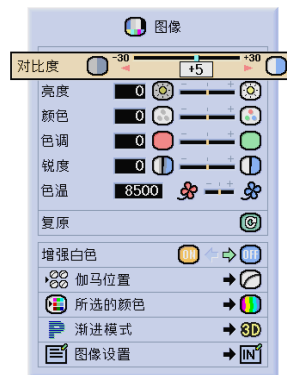 图像
对比度 -30 +5 +30
亮度 0 - +
颜色 0 - +
色调 0 - +
锐度 0 - +
色温 8500 - +
复原
增强白色 ON OFF
伽马位置
所选的颜色
P 渐进模式 3D
图像设置 IN